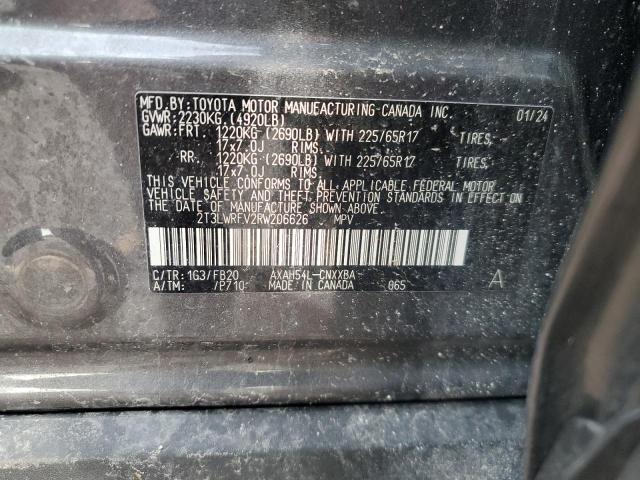 MFD. BY: TOYOTA MOTOR MANUFACTURING-CANADA INC. 01/24
GVWR: 2230KG (4920LB)
GAWR: FRT. 1220KG (2690LB) WITH 225/65R17 TIRES,
17x7.0J RIMS.
RR. 1220KG (2690LB) WITH 225/65R17 TIRES,
17x7.0J RIMS.
THIS VEHICLE CONFORMS TO ALL APPLICABLE FEDERAL MOTOR
VEHICLE SAFETY AND THEFT PREVENTION STANDARDS IN EFFECT
ON THE DATE OF MANUFACTURE SHOWN ABOVE.
2T3LWRFV2RW206626 MPV
C/TR: 1G3/FB20 AXAH54L-CNXXBA
A/TM: /P710 MADE IN CANADA 065 A